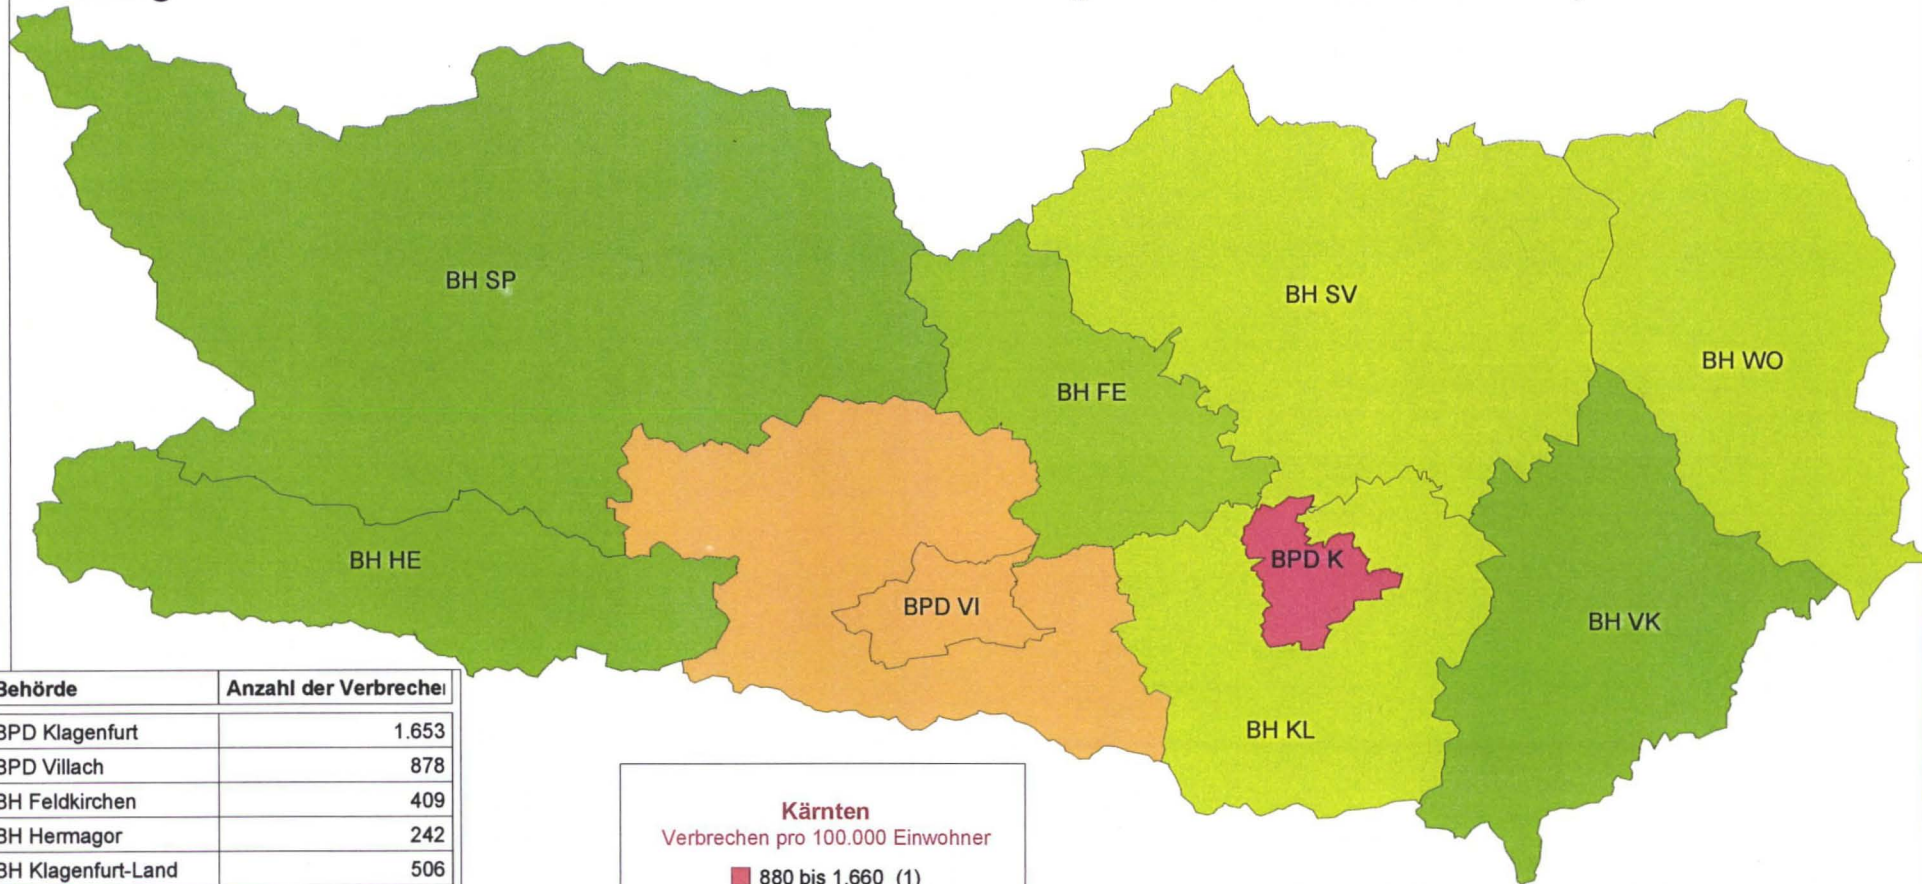 BH SP
BH SV
BH WO
BH FE
BH HE
BPD K
BPD VI
BH VK
BH KL
Behörde Anzahl der Verbrechen
BPD Klagenfurt 1.653
BPD Villach 878
BH Feldkirchen 409
BH Hermagor 242
BH Klagenfurt-Land 506
Kärnten
Verbrechen pro 100.000 Einwohner
880 bis 1.660 (1)